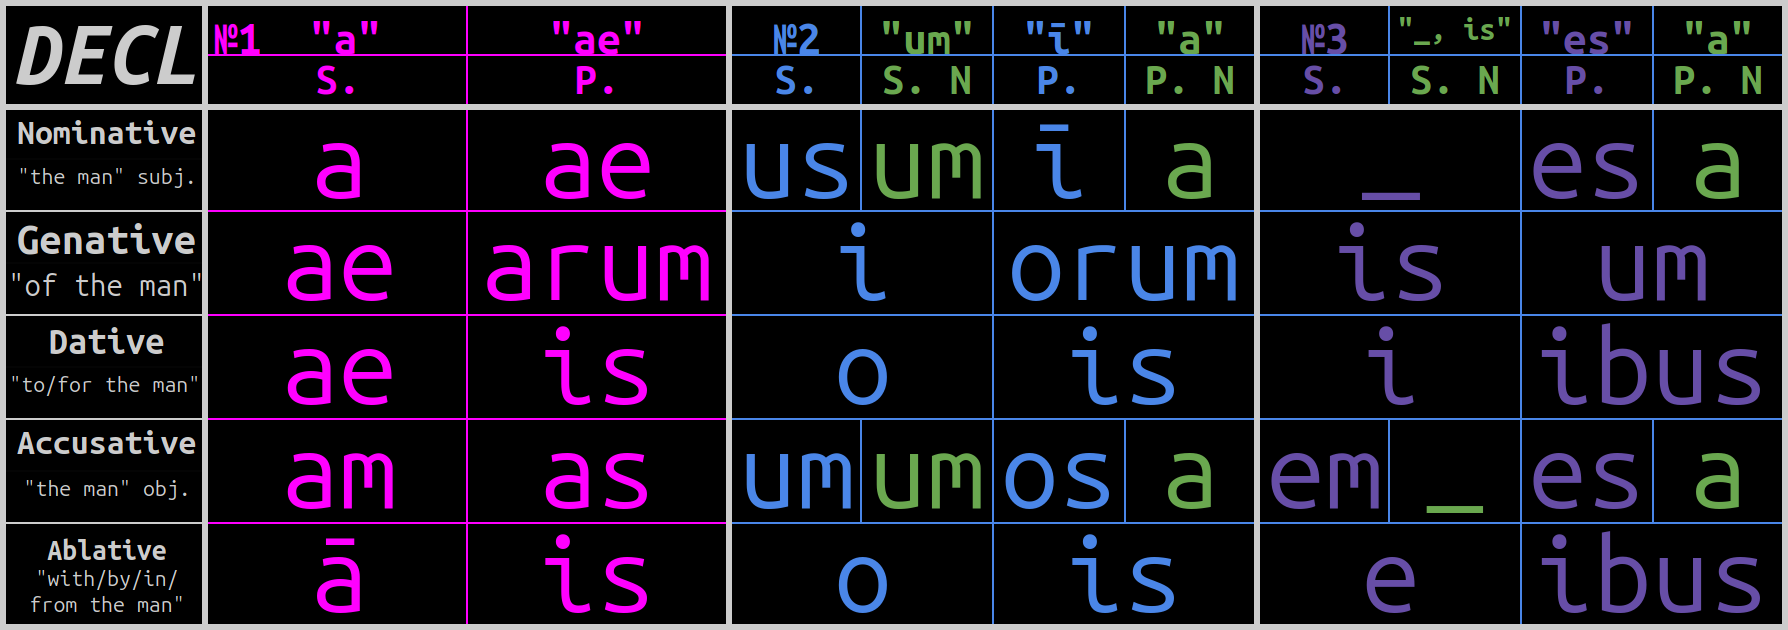 DECL №1 "a" "ae" №2 "um" "ī" "a" №3 "_, is" "es" "a"
S. P. S. S. N P. P. N S. S. N P. P. N
Nominative
"the man" subj.
a ae us um ī a _ es a
Genative
"of the man"
ae arum i orum is um
Dative
"to/for the man"
ae is o is i ibus
Accusative
"the man" obj.
am as um um os a em _ es a
Ablative
"with/by/in/
from the man"
ā is o is e ibus